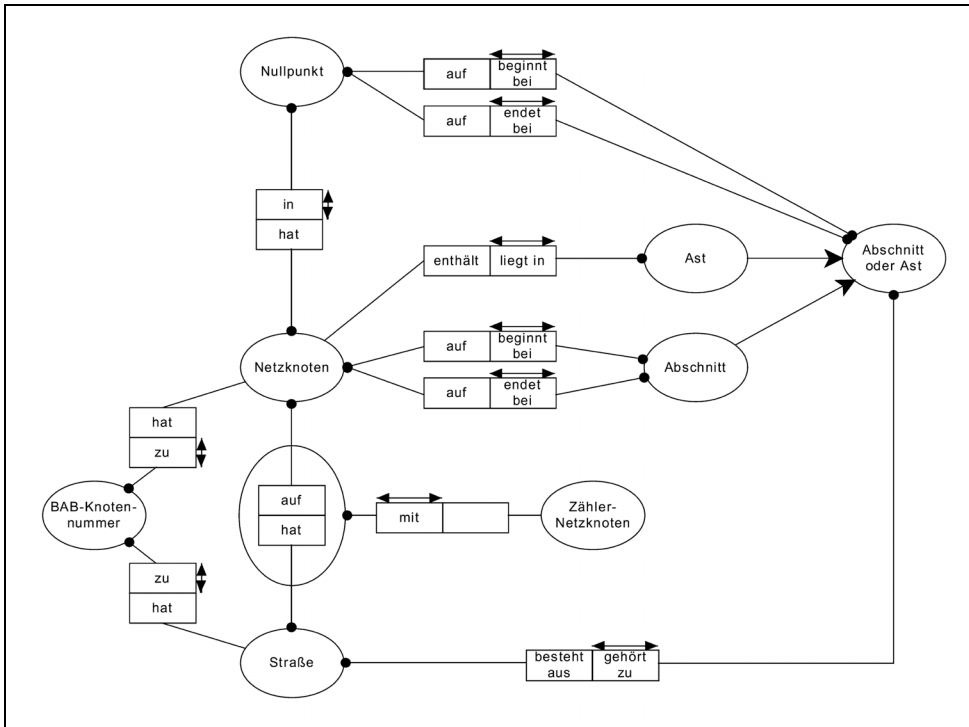 Nullpunkt
auf
beginnt
bei
auf
endet
bei
in
hat
enthält
liegt in
Ast
Abschnitt
oder Ast
Netzknoten
auf
beginnt
bei
auf
endet
bei
Abschnitt
hat
zu
BAB-Knoten-
nummer
auf
hat
mit
Zähler-
Netzknoten
zu
hat
Straße
besteht
aus
gehört
zu